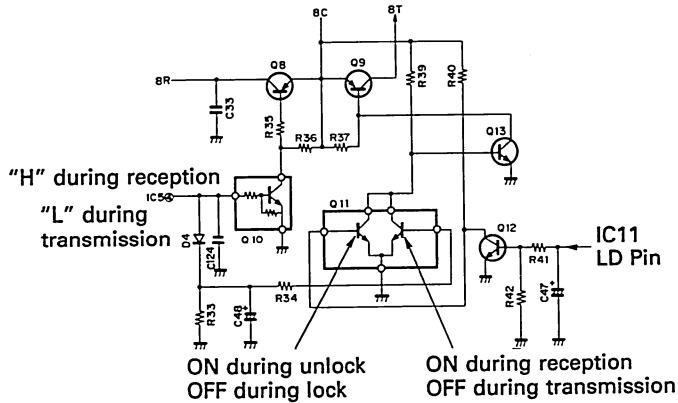 8C
8T
Q8
Q9
8R
C33
R35
R36
R37
R39
R40
Q13
"H" during reception
IC5④
"L" during
transmission
Q10
Q11
Q12
D4
C124
R41
IC11
LD Pin
R34
R33
C48
+
R42
C47
+
ON during unlock
OFF during lock
ON during reception
OFF during transmission